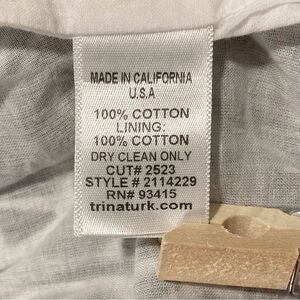 MADE IN CALIFORNIA
U.S.A
100% COTTON
LINING:
100% COTTON
DRY CLEAN ONLY
CUT# 2523
STYLE # 2114229
RN# 93415
trinaturk.com